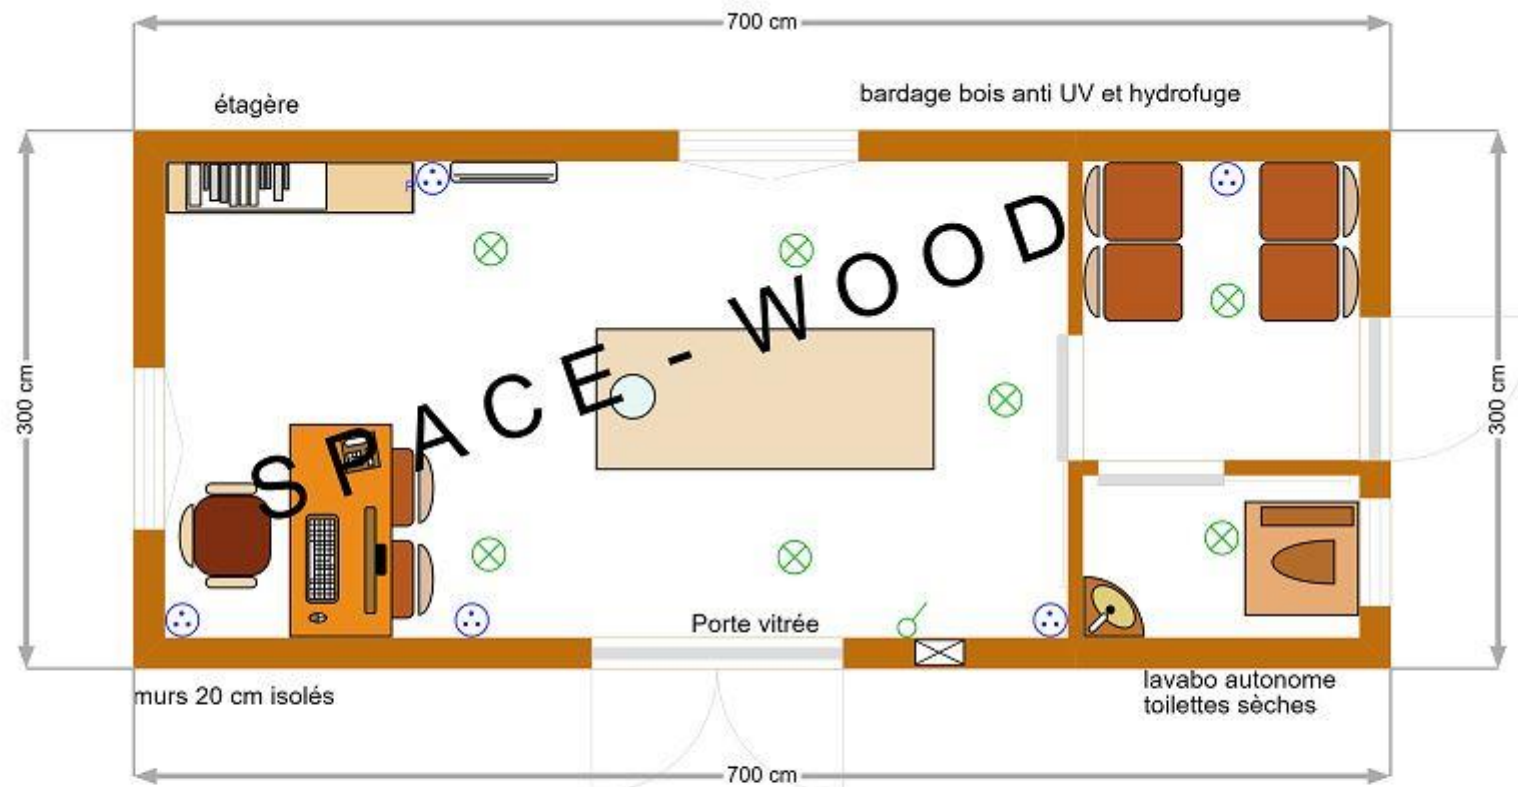 700 cm
étagère
bardage bois anti UV et hydrofuge
300 cm
300 cm
SPACE-WOOD
Porte vitrée
murs 20 cm isolés
lavabo autonome
toilettes sèches
700 cm